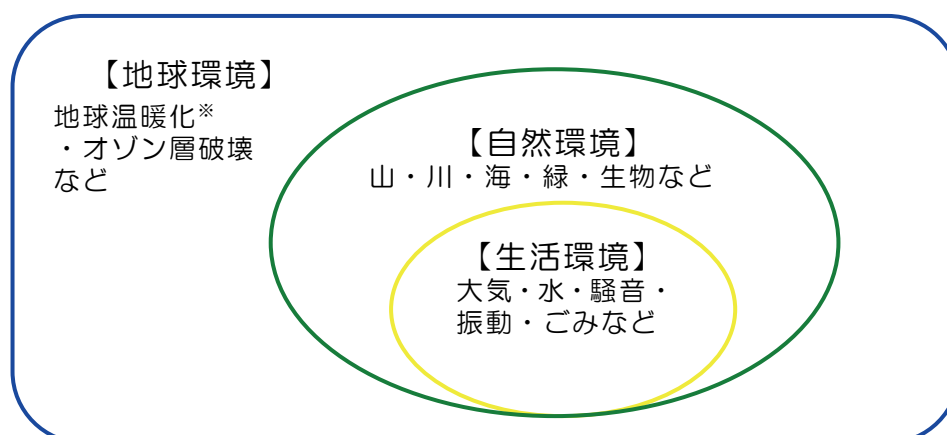 【地球環境】
地球温暖化※
・オゾン層破壊
など
【自然環境】
山・川・海・緑・生物など
【生活環境】
大気・水・騒音・
振動・ごみなど